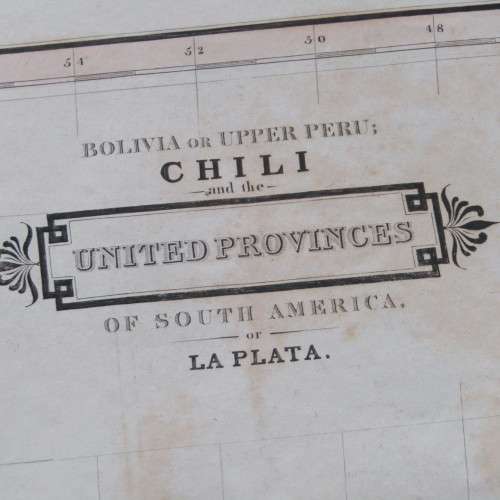 54 52 50 48
BOLIVIA OR UPPER PERU;
CHILI
and the
UNITED PROVINCES
OF SOUTH AMERICA,
or
LA PLATA.